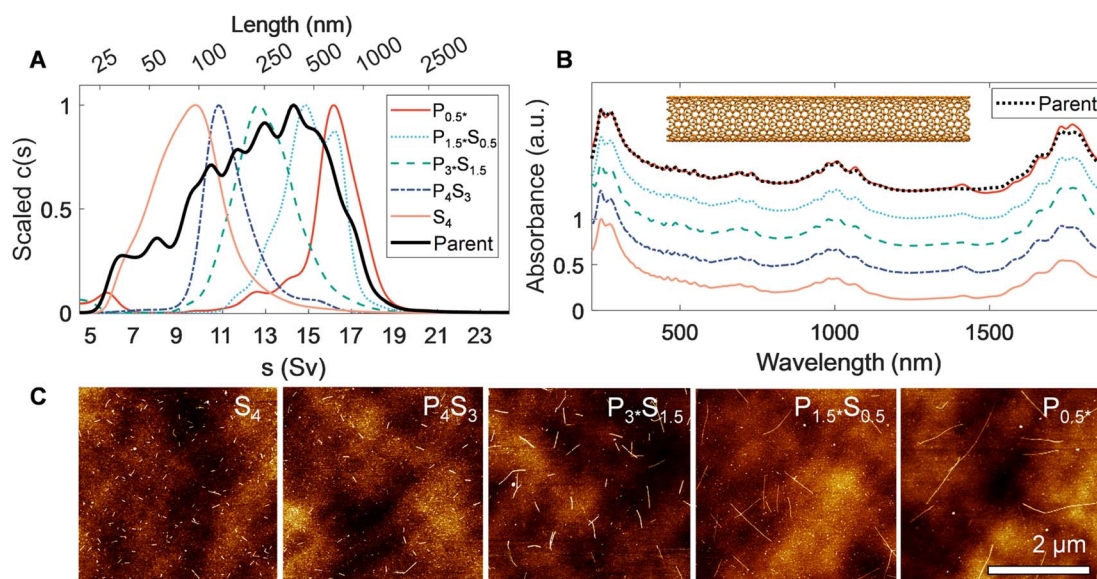 Length (nm)
A
25 50 100 250 500 1000 2500
Scaled c(s)
1
0.5
0
P0.5*
P1.5*S0.5
P3*S1.5
P4S3
S4
Parent
5 7 9 11 13 15 17 19 21 23
s (Sv)
B
Parent
Absorbance (a.u.)
1
0.5
0
500 1000 1500
Wavelength (nm)
C
S4
P4S3
P3*S1.5
P1.5*S0.5
P0.5*
2 μm